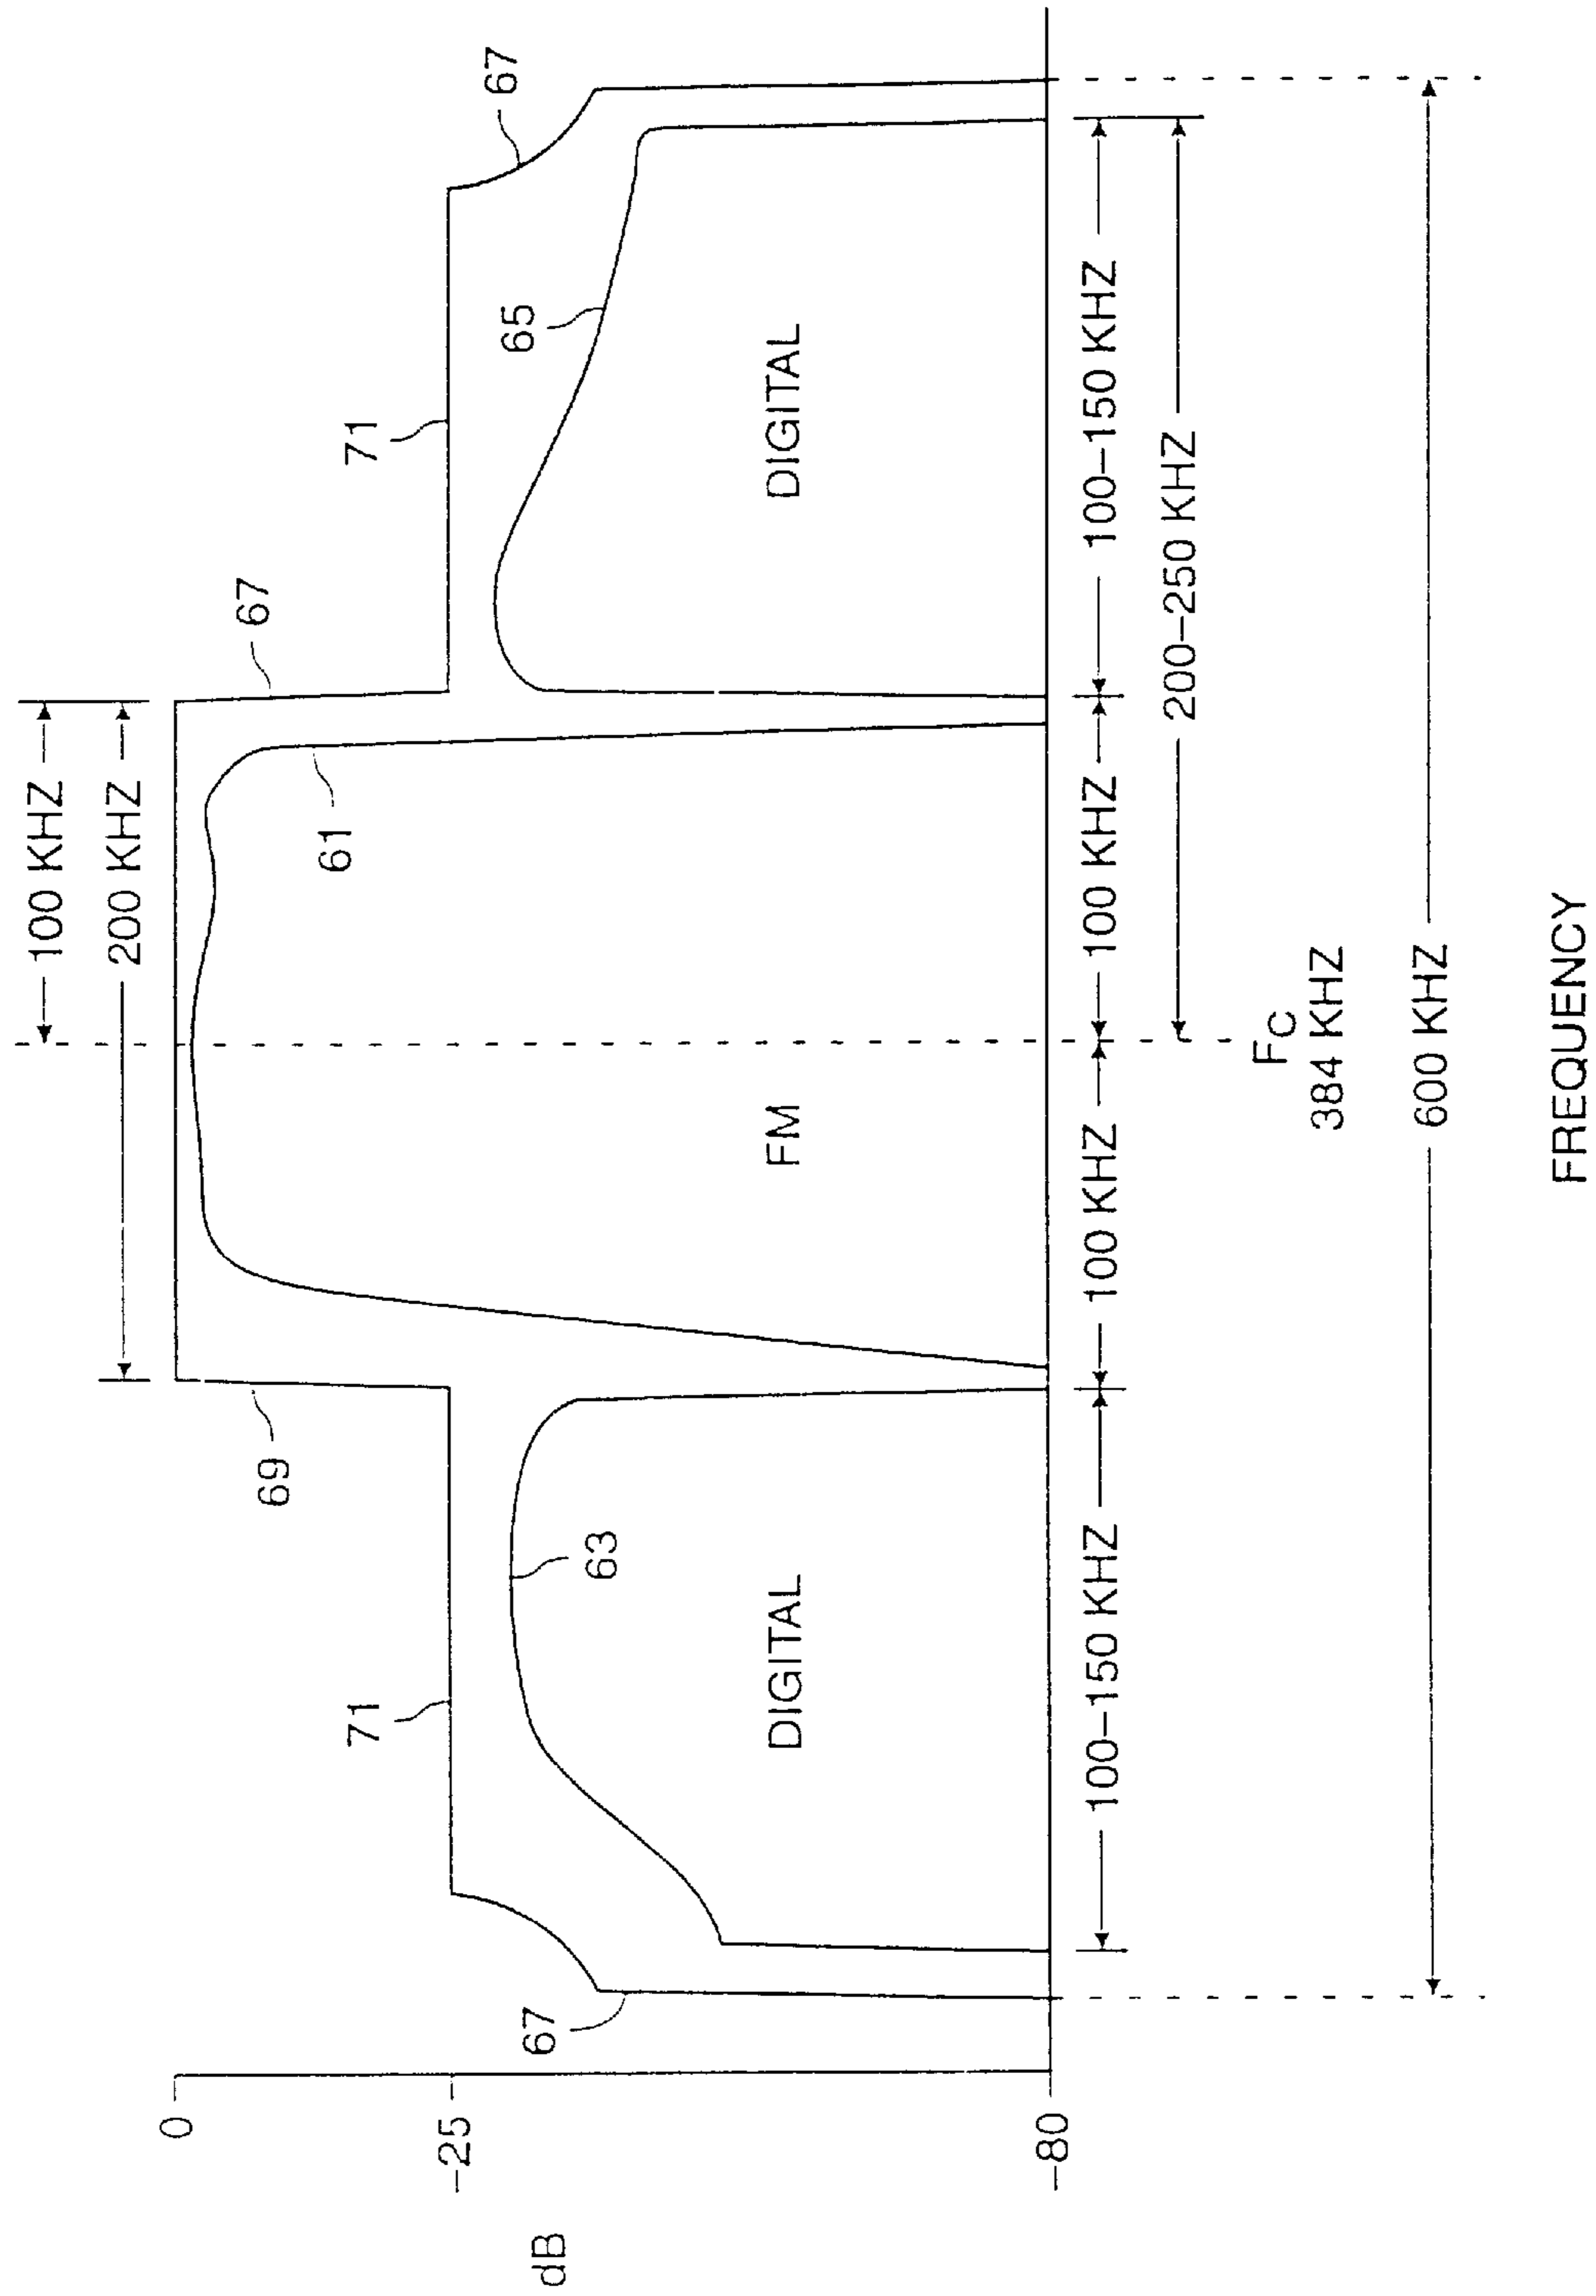 100 KHZ
200 KHZ
67
67
69
61
71
71
65
63
67
0
-25
-80
dB
DIGITAL
FM
DIGITAL
100-150 KHZ
100 KHZ
100 KHZ
100-150 KHZ
200-250 KHZ
FC
384 KHZ
600 KHZ
FREQUENCY